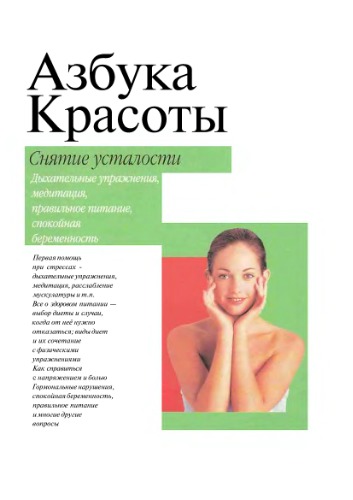 Азбука
Красоты
Снятие усталости
Дыхательные упражнения,
медитация,
правильное питание,
спокойная
беременность
Первая помощь
при стрессах -
дыхательные упражнения,
медитация, расслабление
мускулатуры и т.п.
Все о здоровом питании —
выбор диеты и случаи,
когда от неё нужно
отказаться; виды диет
и их сочетание
с физическими
упражнениями
Как справиться
с напряжением и болью
Гормональные нарушения,
спокойная беременность,
правильное питание
и многие другие
вопросы